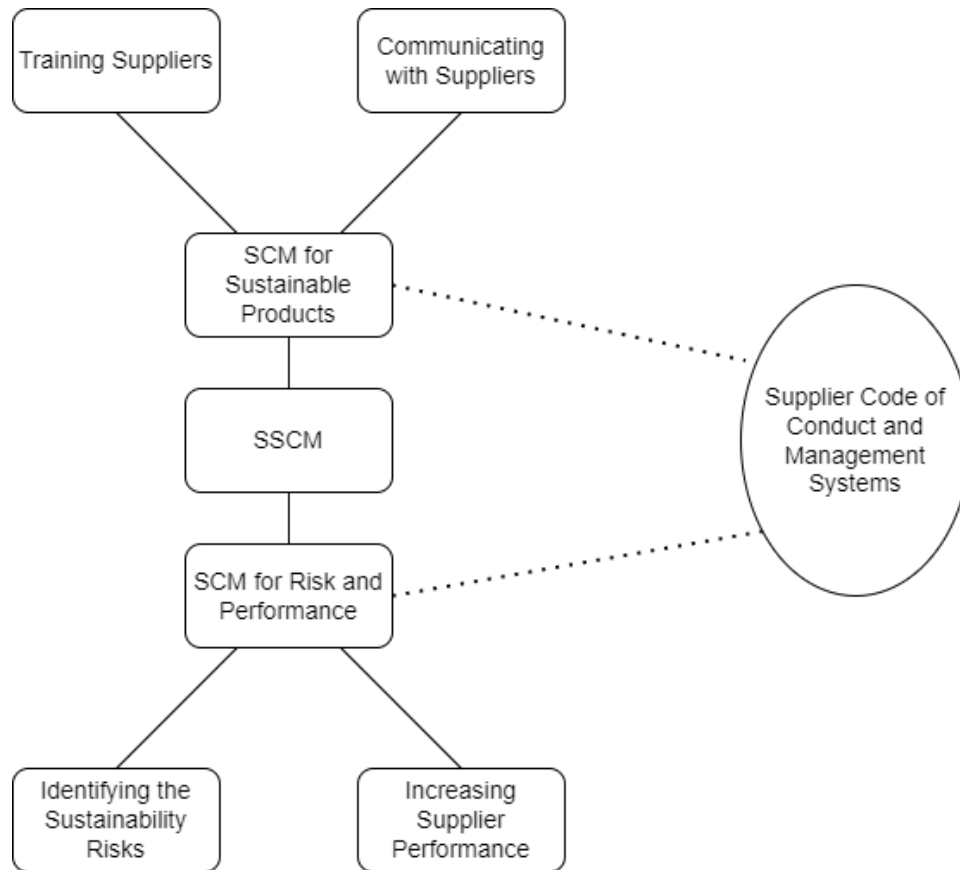 Training Suppliers
Communicating
with Suppliers
SCM for
Sustainable
Products
SSCM
Supplier Code of
Conduct and
Management
Systems
SCM for Risk and
Performance
Identifying the
Sustainability
Risks
Increasing
Supplier
Performance